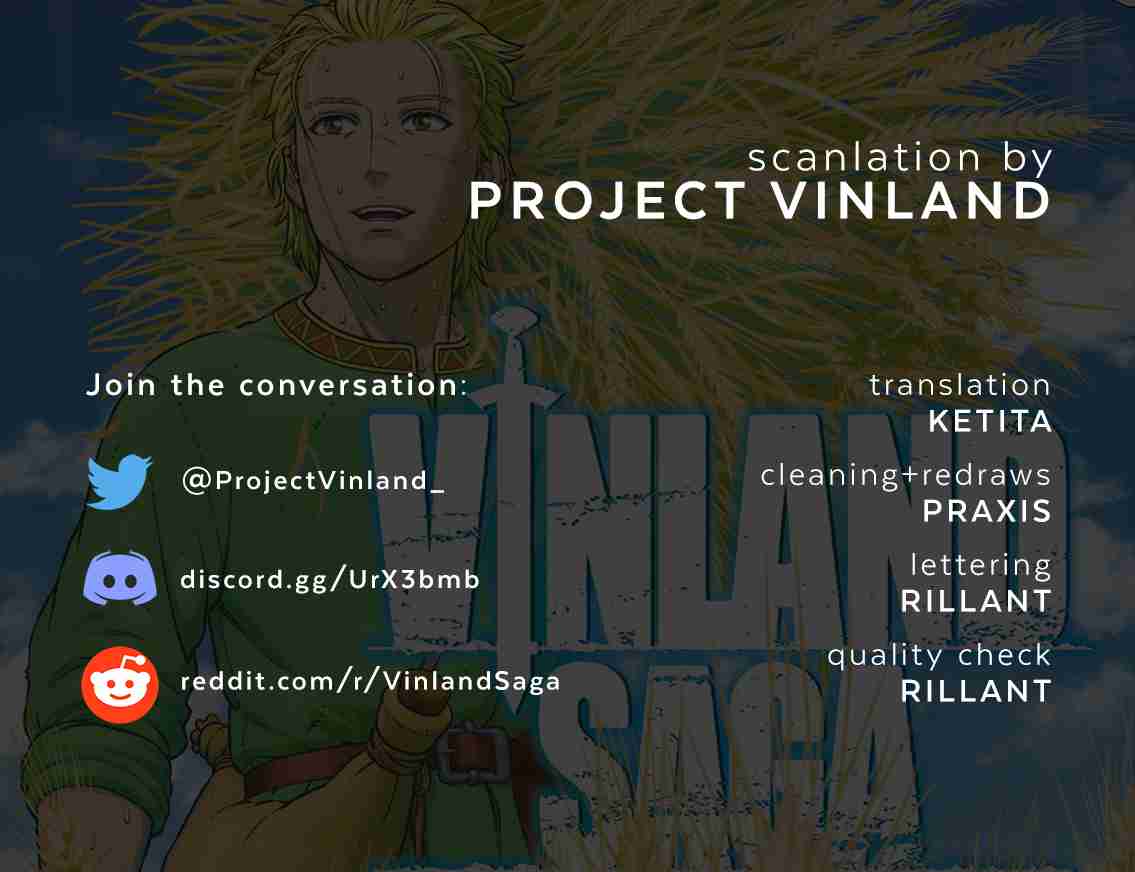 scanlation by
PROJECT VINLAND
Join the conversation:
@ProjectVinland_
discord.gg/UrX3bmb
reddit.com/r/VinlandSaga
translation
KETITA
cleaning+redraws
PRAXIS
lettering
RILLANT
quality check
RILLANT
VINLAND
SAGA